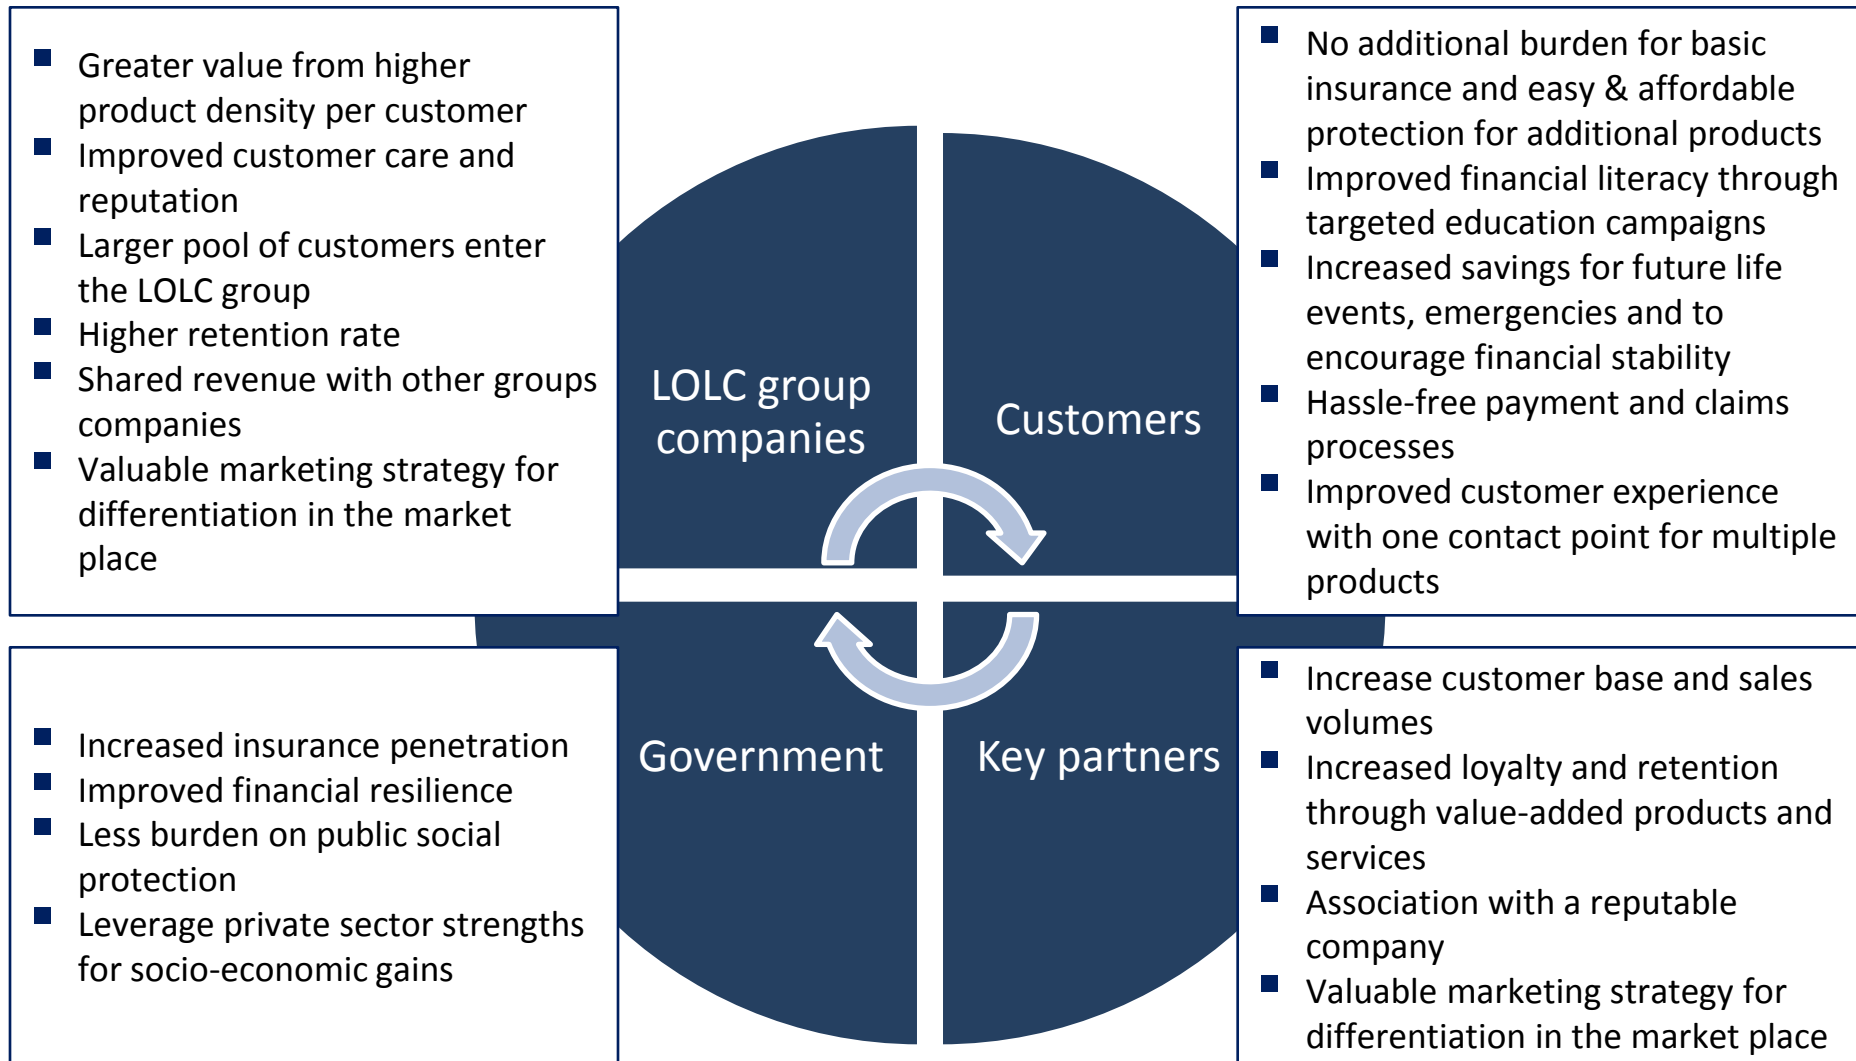 Greater value from higher
product density per customer
Improved customer care and
reputation
Larger pool of customers enter
the LOLC group
Higher retention rate
Shared revenue with other groups
companies
Valuable marketing strategy for
differentiation in the market
place
No additional burden for basic
insurance and easy & affordable
protection for additional products
Improved financial literacy through
targeted education campaigns
Increased savings for future life
events, emergencies and to
encourage financial stability
Hassle-free payment and claims
processes
Improved customer experience
with one contact point for multiple
products
LOLC group
companies
Customers
Government
Key partners
Increased insurance penetration
Improved financial resilience
Less burden on public social
protection
Leverage private sector strengths
for socio-economic gains
Increase customer base and sales
volumes
Increased loyalty and retention
through value-added products and
services
Association with a reputable
company
Valuable marketing strategy for
differentiation in the market place